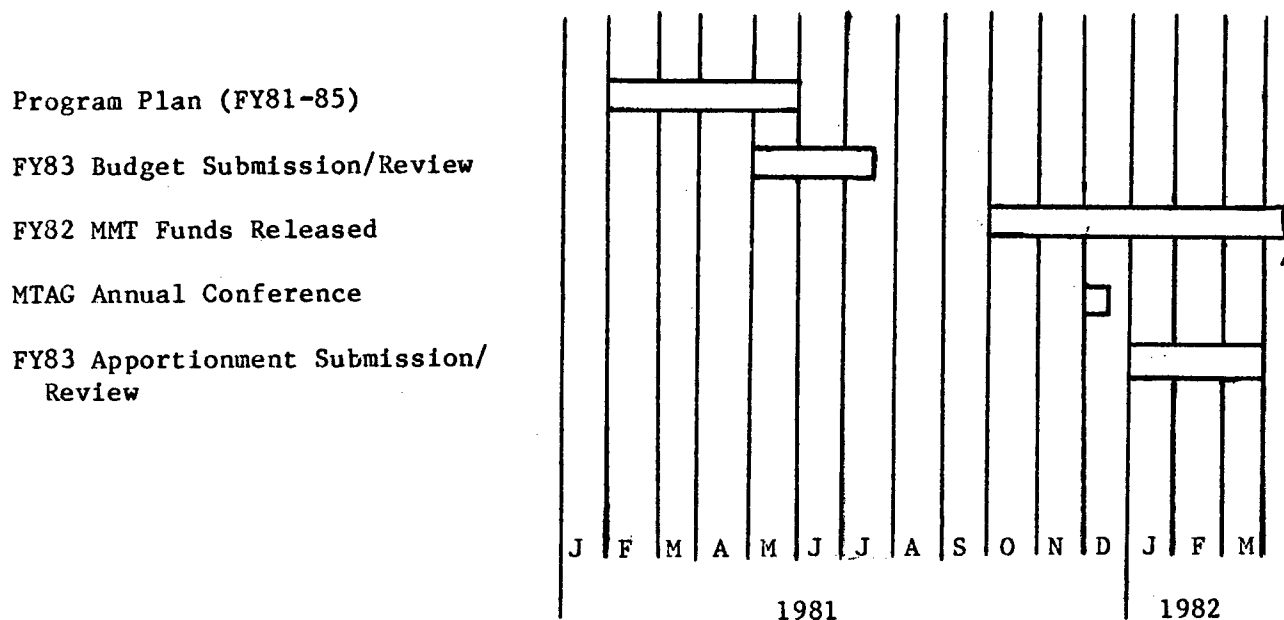 Program Plan (FY81-85)
FY83 Budget Submission/Review
FY82 MMT Funds Released
MTAG Annual Conference
FY83 Apportionment Submission/
Review
J F M A M J J A S O N D J F M
1981 1982